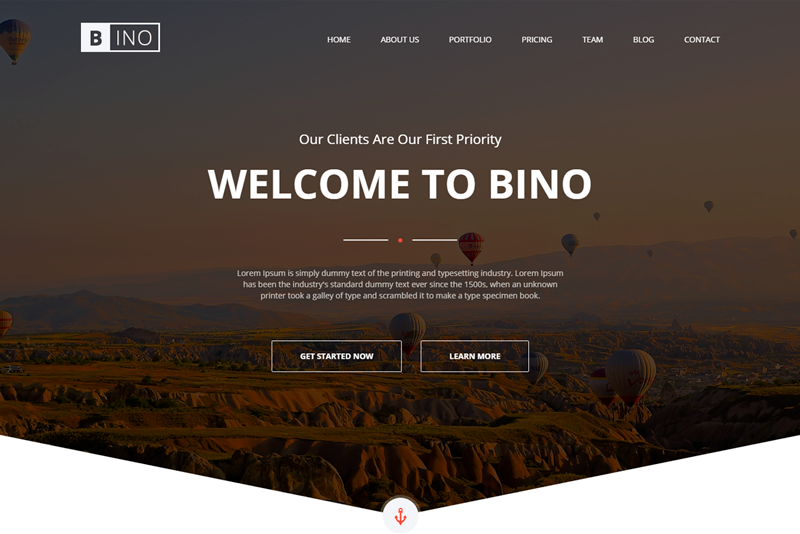 B INO
HOME ABOUT US PORTFOLIO PRICING TEAM BLOG CONTACT
Our Clients Are Our First Priority
WELCOME TO BINO
Lorem Ipsum is simply dummy text of the printing and typesetting industry. Lorem Ipsum
has been the industry's standard dummy text ever since the 1500s, when an unknown
printer took a galley of type and scrambled it to make a type specimen book.
GET STARTED NOW LEARN MORE